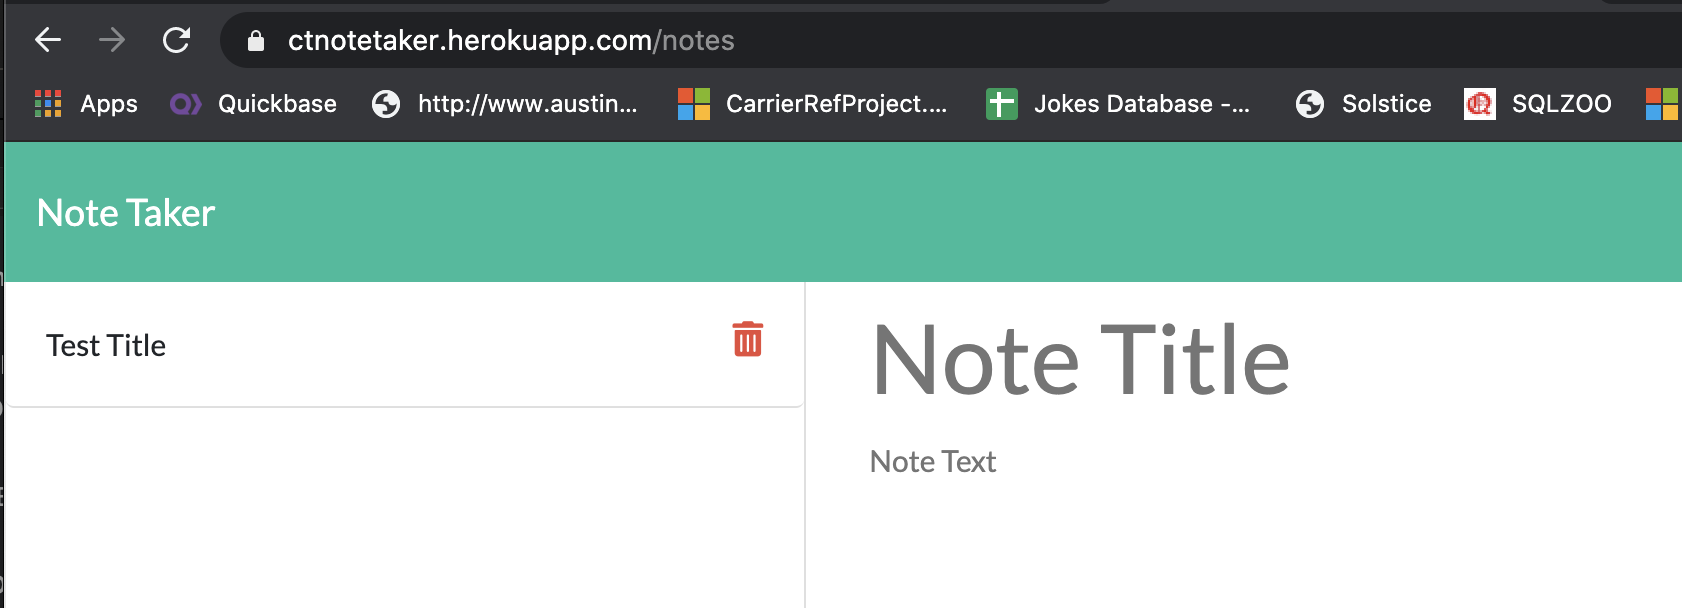 ctnotetaker.herokuapp.com/notes
Apps Quickbase http://www.austin... CarrierRefProject.... Jokes Database -... Solstice SQLZOO
Note Taker
Test Title
Note Title
Note Text